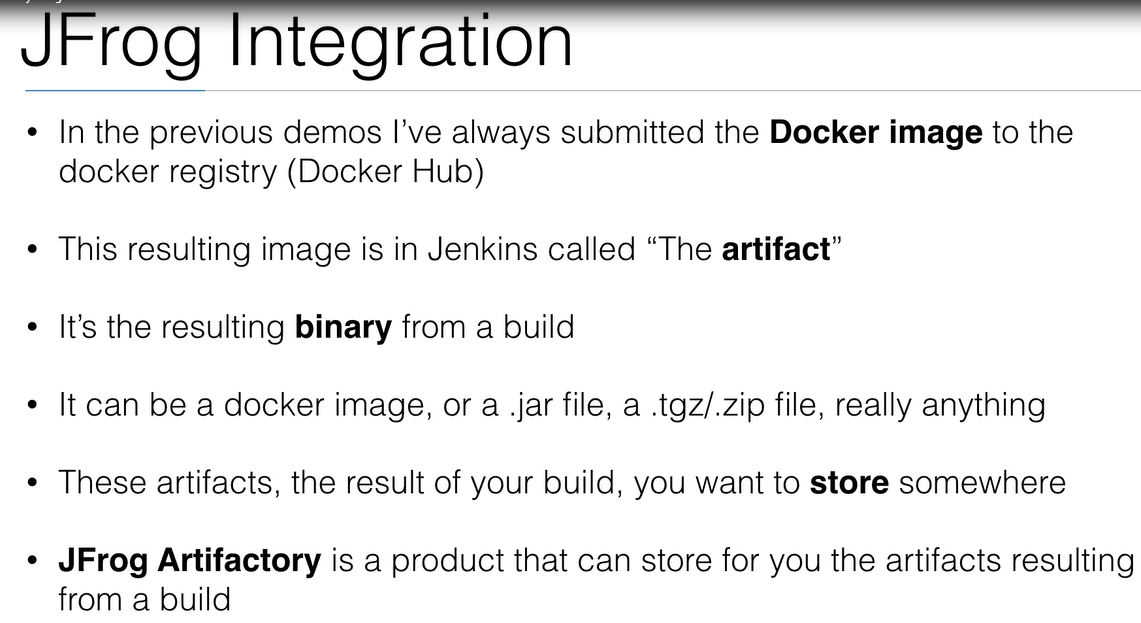 JFrog Integration
• In the previous demos I’ve always submitted the Docker image to the
docker registry (Docker Hub)
• This resulting image is in Jenkins called “The artifact”
• It’s the resulting binary from a build
• It can be a docker image, or a .jar file, a .tgz/.zip file, really anything
• These artifacts, the result of your build, you want to store somewhere
• JFrog Artifactory is a product that can store for you the artifacts resulting
from a build